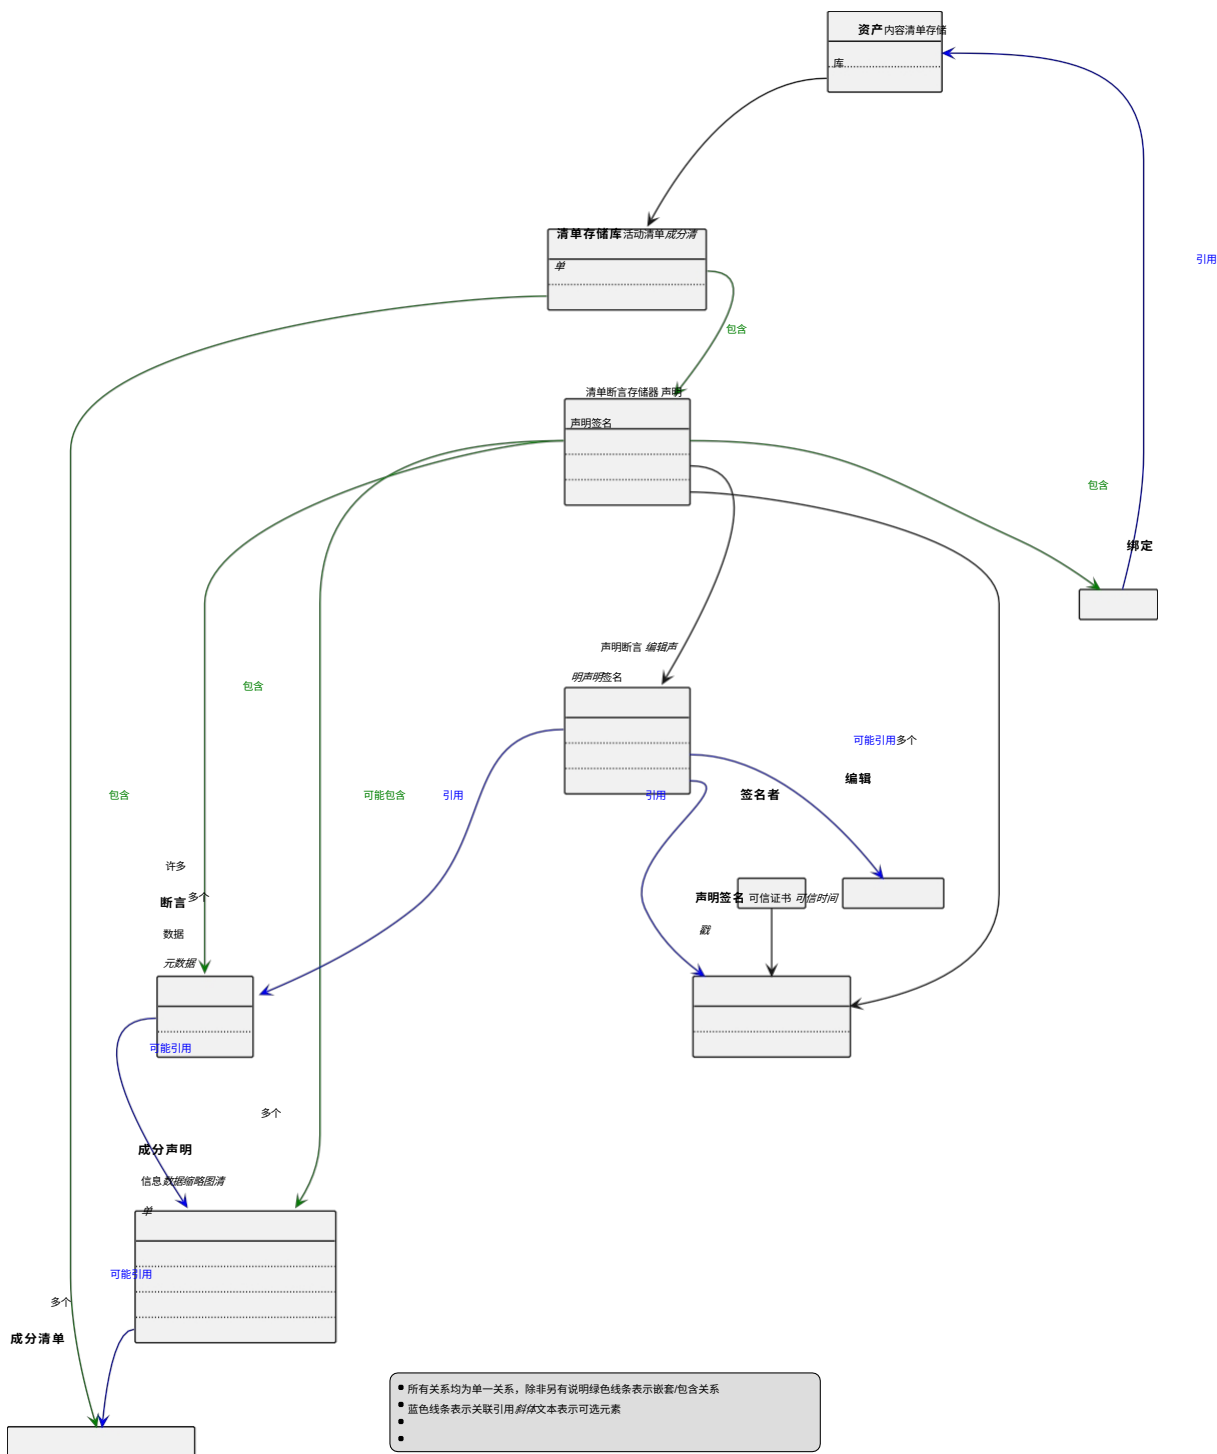 资产内容清单存储
库
引用
清单存储库活动清单成分清
单
包含
清单断言存储器 声明
声明签名
包含
绑定
声明断言 编辑声
明声明签名
包含
可能引用多个
编辑
包含
可能包含
引用
引用
签名者
许多
断言多个
声明签名 可信证书 可信时间
戳
数据
元数据
可能引用
多个
成分声明
信息数据缩略图清
单
可能引用
多个
成分清单
所有关系均为单一关系，除非另有说明绿色线条表示嵌套/包含关系
蓝色线条表示关联引用斜体文本表示可选元素